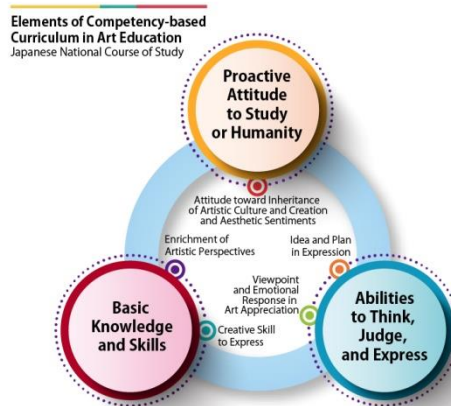 Elements of Competency-based
Curriculum in Art Education
Japanese National Course of Study
Proactive
Attitude
to Study
or Humanity
Attitude toward Inheritance
of Artistic Culture and Creation
and Aesthetic Sentiments
Enrichment of
Artistic Perspectives
Idea and Plan
in Expression
Viewpoint
and Emotional
Response in
Art Appreciation
Creative Skill
to Express
Basic
Knowledge
and Skills
Abilities
to Think,
Judge,
and Express